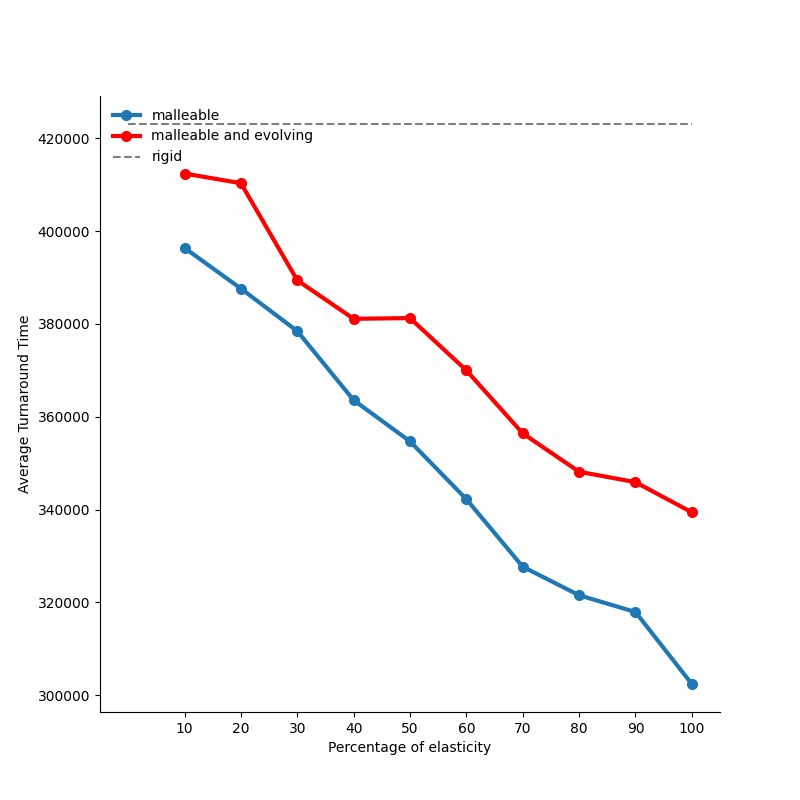 malleable
malleable and evolving
rigid
420000
400000
380000
360000
340000
320000
300000
Average Turnaround Time
10 20 30 40 50 60 70 80 90 100
Percentage of elasticity